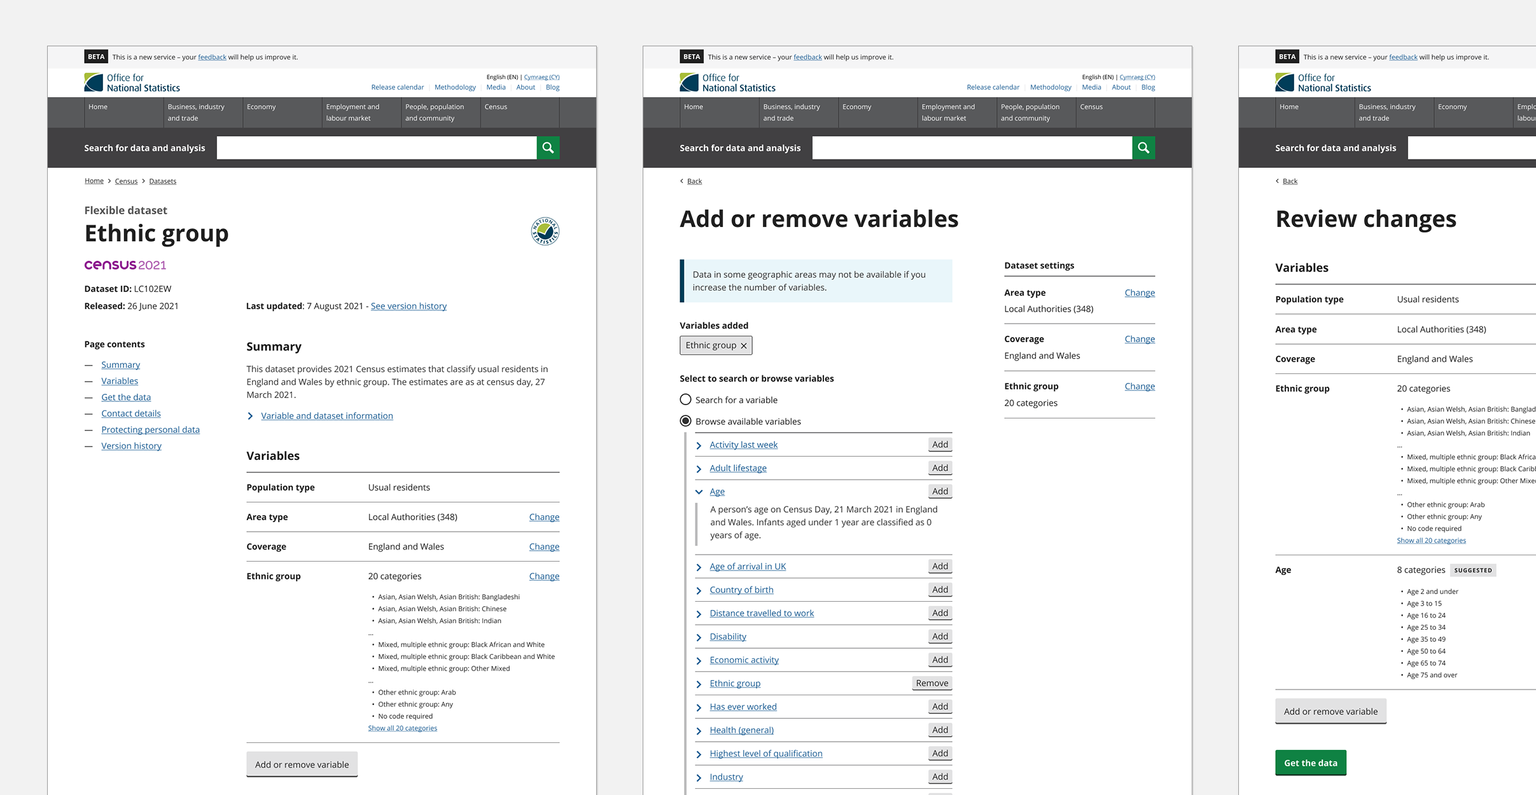 BETA This is a new service – your feedback will help us improve it.
Office for
National Statistics
English (EN) | Cymraeg (CY)
Release calendar Methodology Media About Blog
Home Business, industry and trade Economy Employment and labour market People, population and community Census
Search for data and analysis
Home > Census > Datasets
Flexible dataset
Ethnic group
NATIONAL STATISTICS
census 2021
Dataset ID: LC102EW
Released: 26 June 2021 Last updated: 7 August 2021 - See version history
Page contents
— Summary
— Variables
— Get the data
— Contact details
— Protecting personal data
— Version history
Summary
This dataset provides 2021 Census estimates that classify usual residents in
England and Wales by ethnic group. The estimates are as at census day, 27
March 2021.
Variable and dataset information
Variables
Population type Usual residents
Area type Local Authorities (348) Change
Coverage England and Wales Change
Ethnic group 20 categories Change
• Asian, Asian Welsh, Asian British: Bangladeshi
• Asian, Asian Welsh, Asian British: Chinese
• Asian, Asian Welsh, Asian British: Indian
...
• Mixed, multiple ethnic group: Black African and White
• Mixed, multiple ethnic group: Black Caribbean and White
• Mixed, multiple ethnic group: Other Mixed
...
• Other ethnic group: Arab
• Other ethnic group: Any
• No code required
Show all 20 categories
Add or remove variable
BETA This is a new service – your feedback will help us improve it.
Office for
National Statistics
English (EN) | Cymraeg (CY)
Release calendar Methodology Media About Blog
Home Business, industry and trade Economy Employment and labour market People, population and community Census
Search for data and analysis
< Back
Add or remove variables
Data in some geographic areas may not be available if you
increase the number of variables.
Variables added
Ethnic group ×
Select to search or browse variables
Search for a variable
Browse available variables
Activity last week Add
Adult lifestage Add
Age Add
A person's age on Census Day, 21 March 2021 in England
and Wales. Infants aged under 1 year are classified as 0
years of age.
Age of arrival in UK Add
Country of birth Add
Distance travelled to work Add
Disability Add
Economic activity Add
Ethnic group Remove
Has ever worked Add
Health (general) Add
Highest level of qualification Add
Industry Add
Dataset settings
Area type Change
Local Authorities (348)
Coverage Change
England and Wales
Ethnic group Change
20 categories
BETA This is a new service – your feedback will help us improve it.
Office for
National Statistics
Home Business, industry and trade Economy
Search for data and analysis
< Back
Review changes
Variables
Population type Usual residents
Area type Local Authorities (348)
Coverage England and Wales
Ethnic group 20 categories
• Asian, Asian Welsh, Asian British:
• Asian, Asian Welsh, Asian British: Chinese
• Asian, Asian Welsh, Asian British: Indian
...
• Mixed, multiple ethnic group: Black
• Mixed, multiple ethnic group: Black
• Mixed, multiple ethnic group: Other
...
• Other ethnic group: Arab
• Other ethnic group: Any
• No code required
Show all 20 categories
Age 8 categories SUGGESTED
• Age 2 and under
• Age 3 to 15
• Age 16 to 24
• Age 25 to 34
• Age 35 to 49
• Age 50 to 64
• Age 65 to 74
• Age 75 and over
Add or remove variable
Get the data